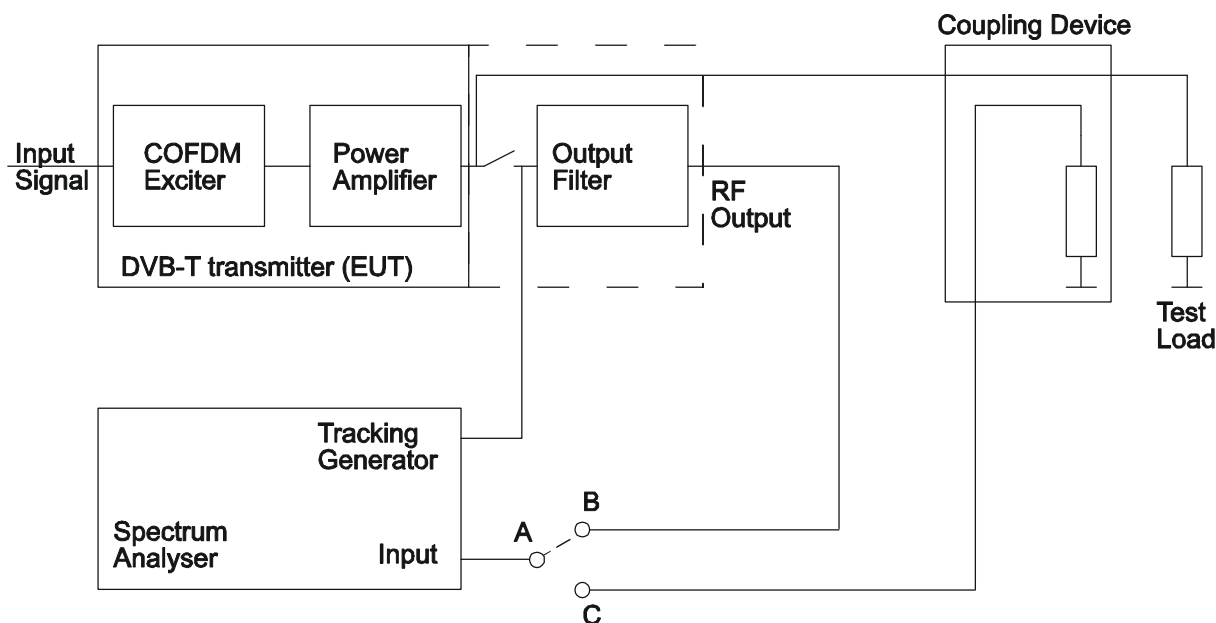 Coupling Device
Input
Signal
COFDM
Exciter
Power
Amplifier
Output
Filter
RF
Output
DVB-T transmitter (EUT)
Test
Load
Tracking
Generator
Spectrum
Analyser
Input
A
B
C